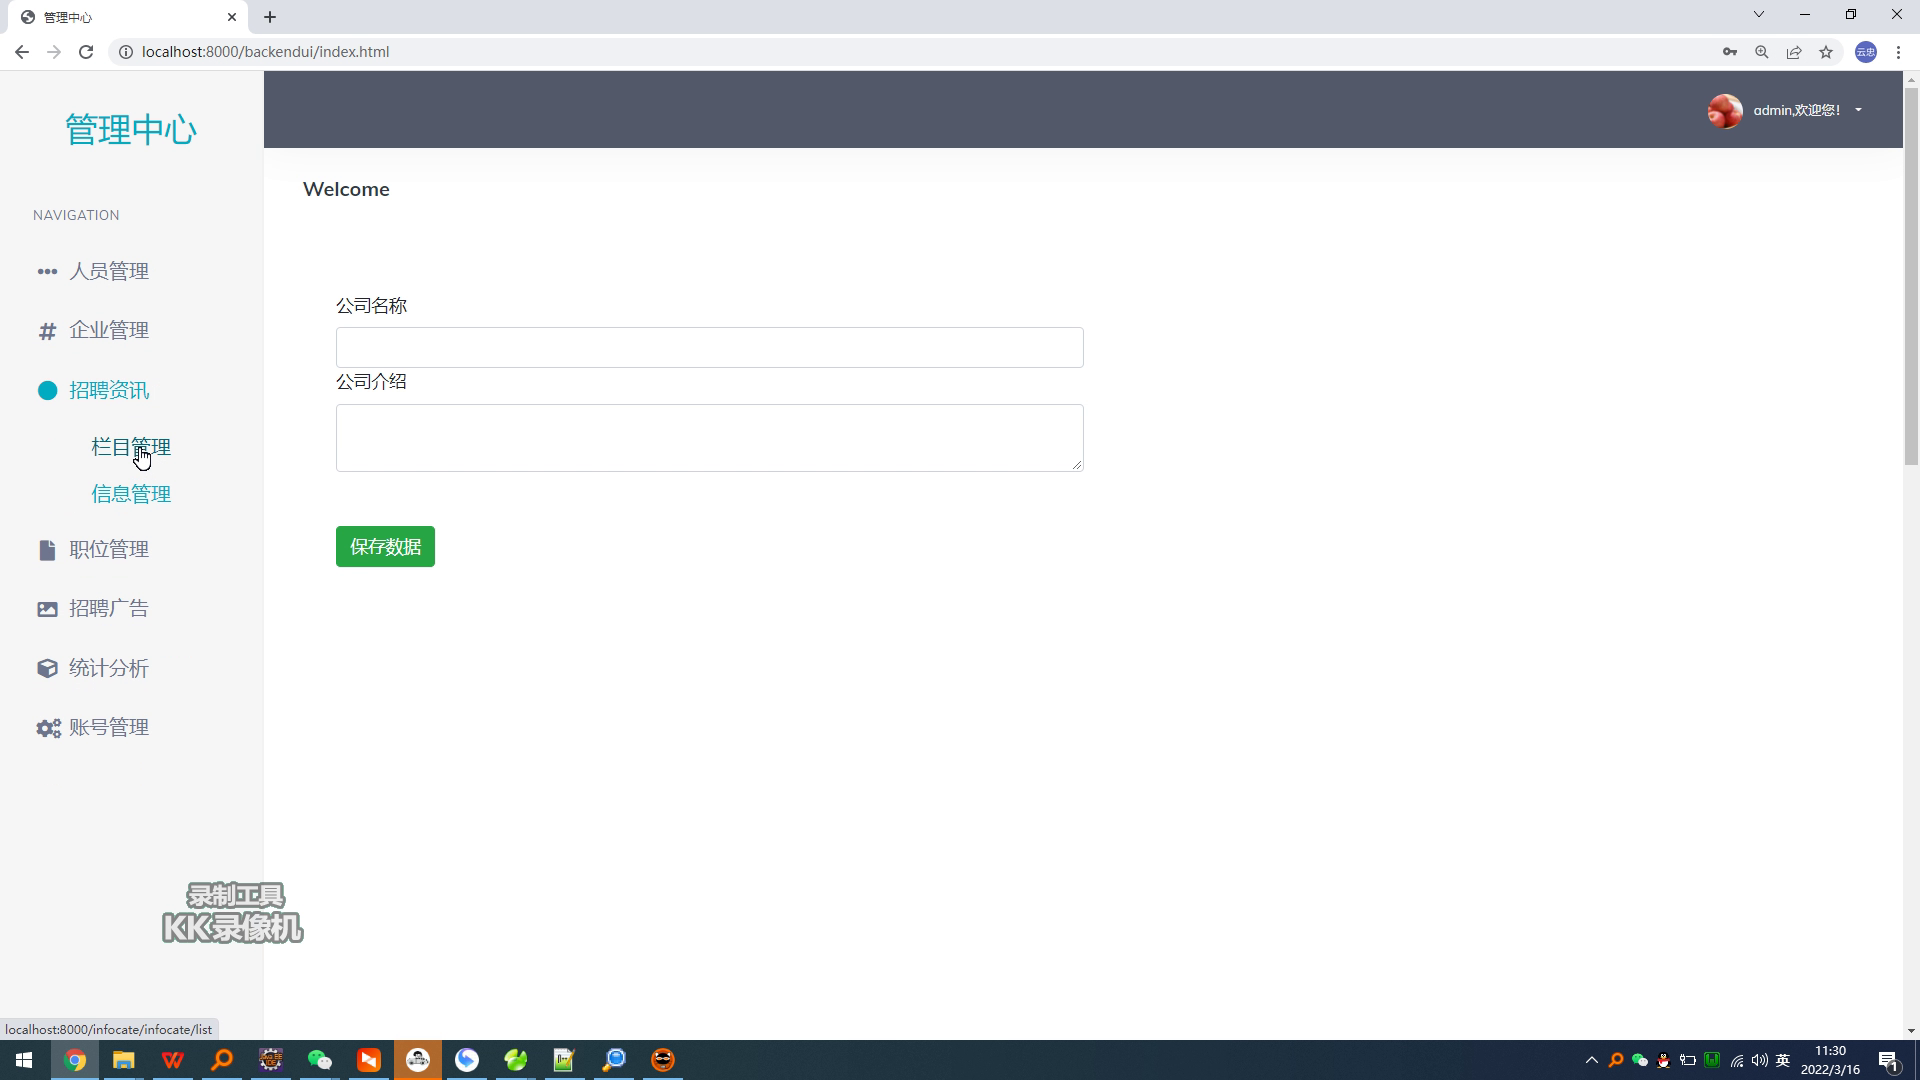 管理中心
localhost:8000/backendui/index.html
管理中心
admin,欢迎您!
Welcome
NAVIGATION
人员管理
企业管理
招聘资讯
栏目管理
信息管理
职位管理
招聘广告
统计分析
账号管理
公司名称
公司介绍
保存数据
录制工具
KK录像机
localhost:8000/infocate/infocate/list
云忠
英
11:30
2022/3/16
1